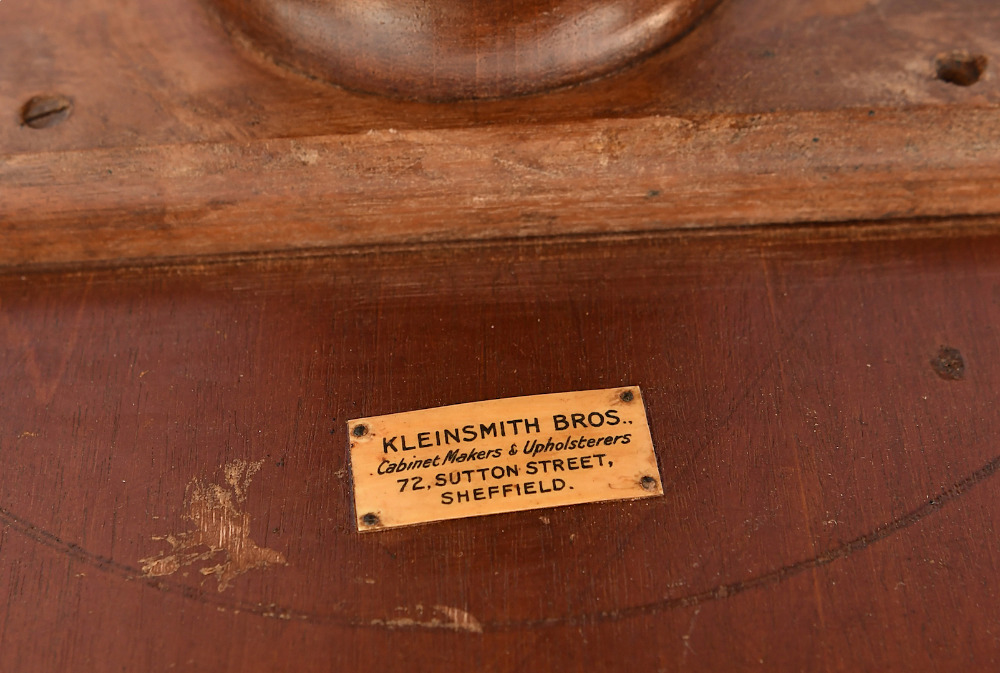 KLEINSMITH BROS.,
Cabinet Makers & Upholsterers
72, SUTTON STREET,
SHEFFIELD.